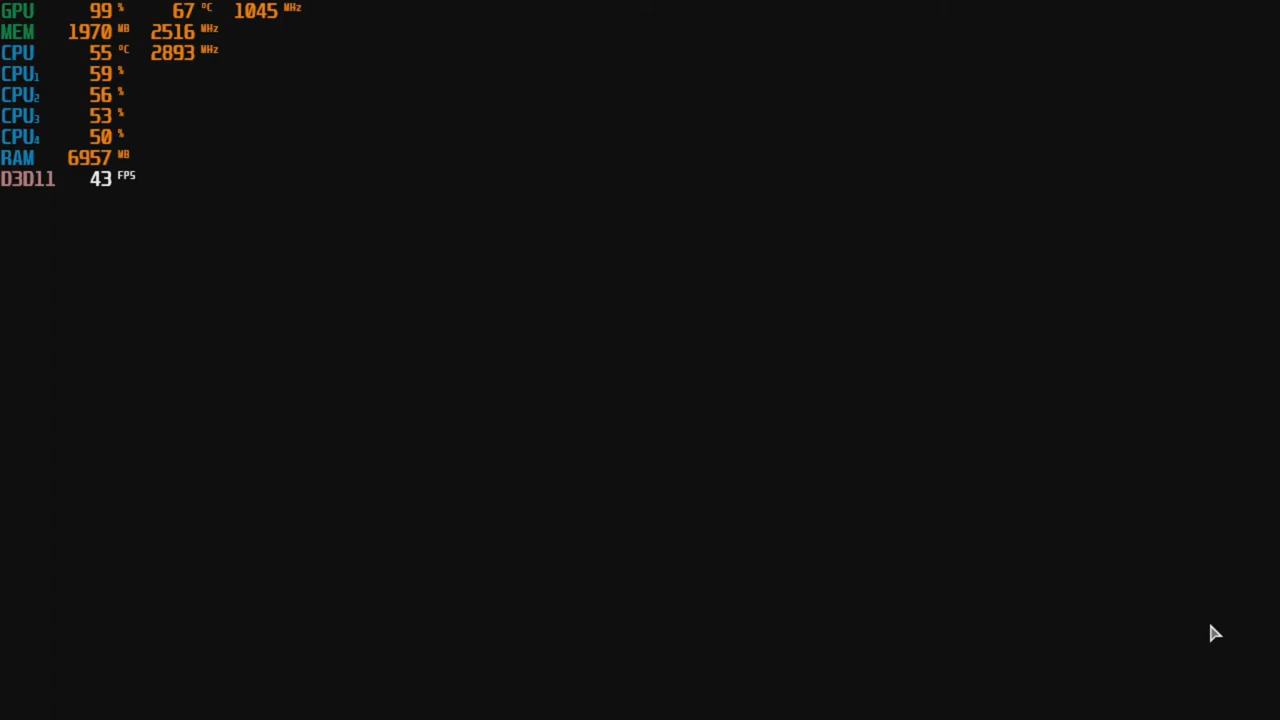 GPU 99 % 67 °C 1045 MHz
MEM 1970 MB 2516 MHz
CPU 55 °C 2893 MHz
CPU1 59 %
CPU2 56 %
CPU3 53 %
CPU4 50 %
RAM 6957 MB
D3D11 43 FPS